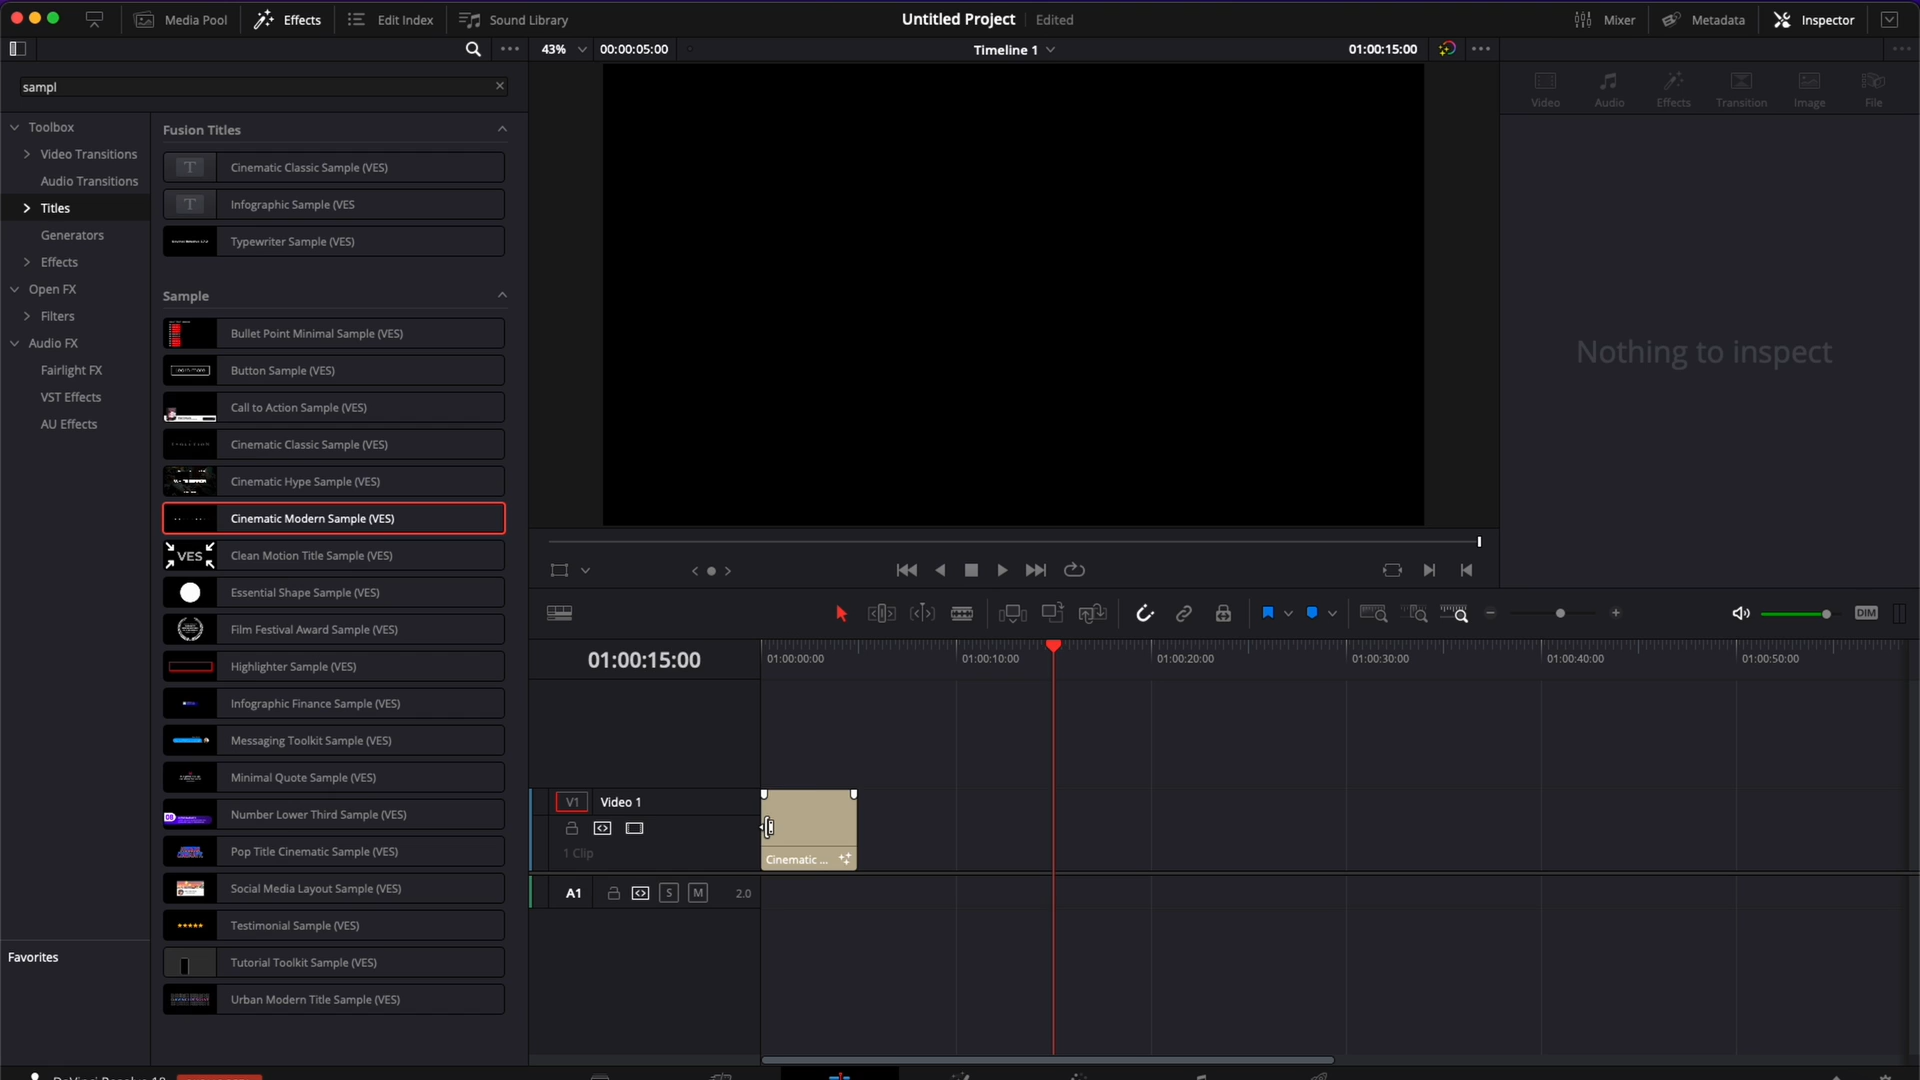 Media Pool
Effects
Edit Index
Sound Library
Untitled Project
Edited
Mixer
Metadata
Inspector
43%
00:00:05:00
Timeline 1
01:00:15:00
sampl
Video
Audio
Effects
Transition
Image
File
Toolbox
Video Transitions
Audio Transitions
Titles
Generators
Effects
Open FX
Filters
Audio FX
Fairlight FX
VST Effects
AU Effects
Favorites
Fusion Titles
T
Cinematic Classic Sample (VES)
T
Infographic Sample (VES
Typewriter Sample (VES)
Sample
Bullet Point Minimal Sample (VES)
Button Sample (VES)
Call to Action Sample (VES)
Cinematic Classic Sample (VES)
Cinematic Hype Sample (VES)
Cinematic Modern Sample (VES)
VES
Clean Motion Title Sample (VES)
Essential Shape Sample (VES)
Film Festival Award Sample (VES)
Highlighter Sample (VES)
Infographic Finance Sample (VES)
Messaging Toolkit Sample (VES)
Minimal Quote Sample (VES)
Number Lower Third Sample (VES)
Pop Title Cinematic Sample (VES)
Social Media Layout Sample (VES)
Testimonial Sample (VES)
Tutorial Toolkit Sample (VES)
Urban Modern Title Sample (VES)
Nothing to inspect
DIM
01:00:15:00
01:00:00:00
01:00:10:00
01:00:20:00
01:00:30:00
01:00:40:00
01:00:50:00
V1
Video 1
1 Clip
Cinematic ...
A1
S
M
2.0